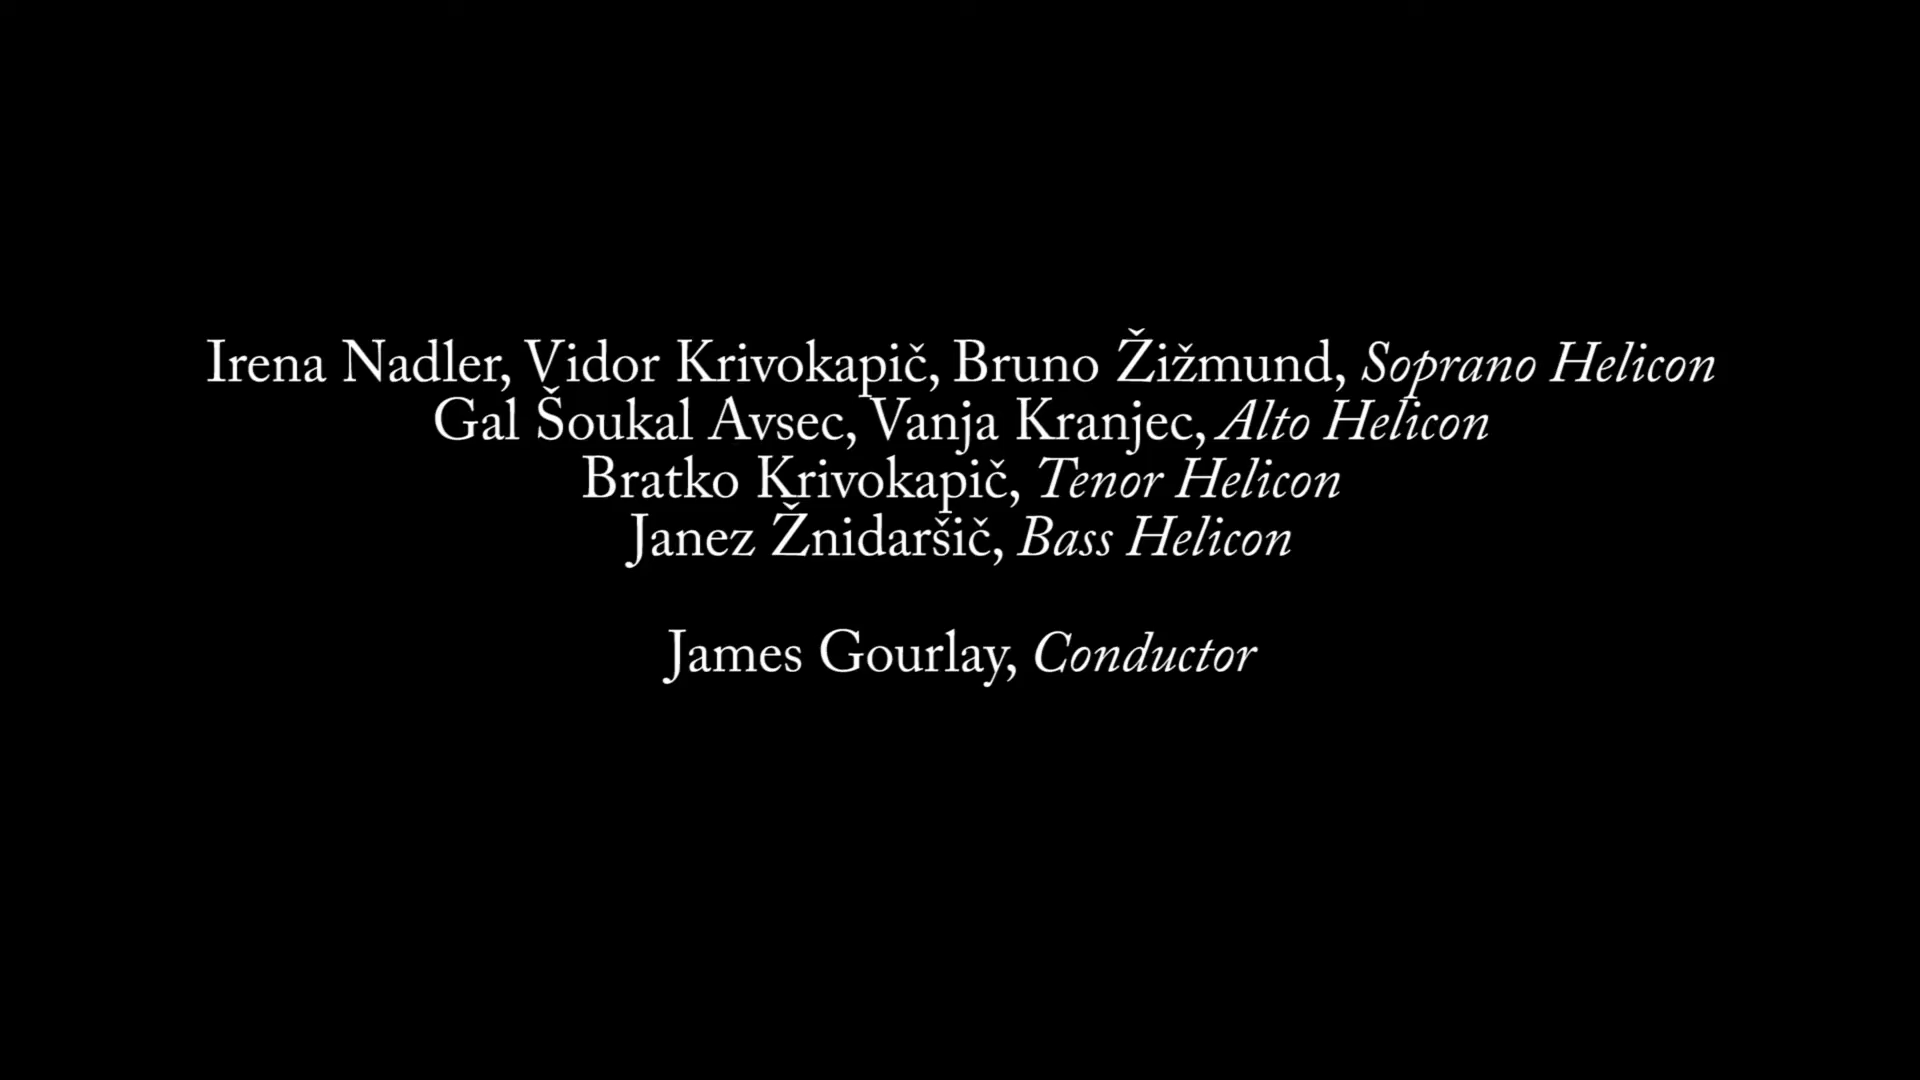 Irena Nadler, Vidor Krivokapič, Bruno Žižmund, Soprano Helicon
Gal Šoukal Avsec, Vanja Kranjec, Alto Helicon
Bratko Krivokapič, Tenor Helicon
Janez Žnidaršič, Bass Helicon
James Gourlay, Conductor